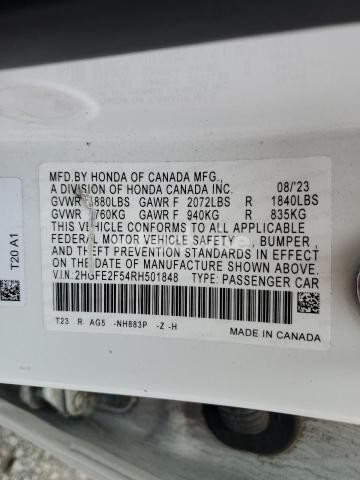 MFD.BY HONDA OF CANADA MFG.,
A DIVISION OF HONDA CANADA INC. 08/'23
GVWR 880LBS GAWR F 2072LBS R 1840LBS
GVWR 760KG GAWR F 940KG R 835KG
THIS VEHICLE CONFORMS TO ALL APPLICABLE
FEDERAL MOTOR VEHICLE SAFETY, BUMPER,
AND THEFT PREVENTION STANDARDS IN EFFECT
ON THE DATE OF MANUFACTURE SHOWN ABOVE.
V.I.N: 2HGFE2F54RH501848 TYPE: PASSENGER CAR
T23 R AG5 -NH883P -Z -H
MADE IN CANADA
T20 A1